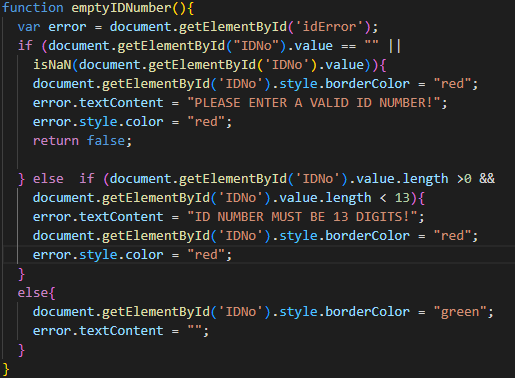 function emptyIDNumber(){
  var error = document.getElementById('idError');
  if (document.getElementById("IDNo").value == "" ||
    isNaN(document.getElementById('IDNo').value)){
    document.getElementById('IDNo').style.borderColor = "red";
    error.textContent = "PLEASE ENTER A VALID ID NUMBER!";
    error.style.color = "red";
    return false;

  } else  if (document.getElementById('IDNo').value.length >0 &&
    document.getElementById('IDNo').value.length < 13){
    error.textContent = "ID NUMBER MUST BE 13 DIGITS!";
    document.getElementById('IDNo').style.borderColor = "red";
    error.style.color = "red";
  }
  else{
    document.getElementById('IDNo').style.borderColor = "green";
    error.textContent = "";
  }
}